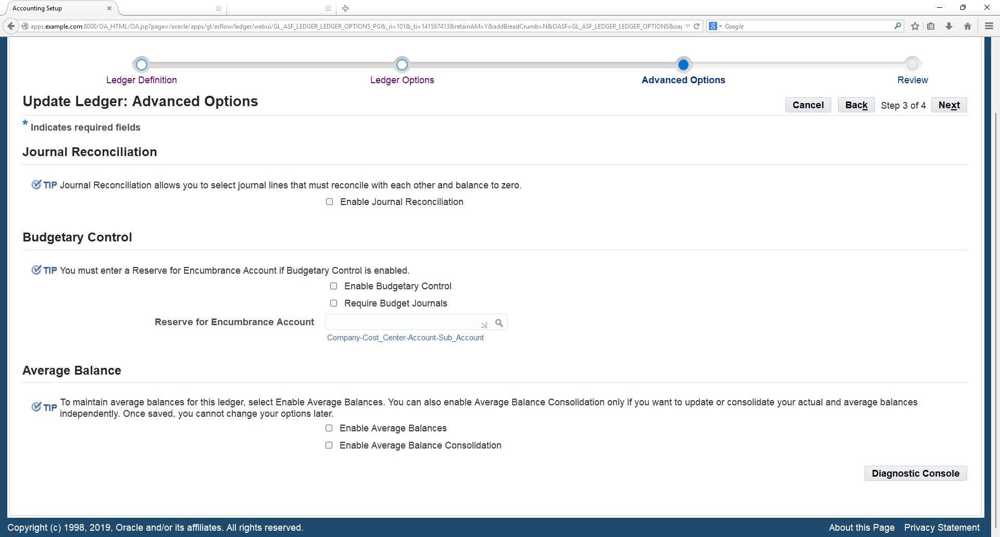 Accounting Setup
apps.example.com:8000/OA_HTML/OA.jsp?page=/oracle/apps/gl/asflow/ledger/webui/GL_ASF_LEDGER_LEDGER_OPTIONS_PG&_ri=101&_ti=141567413&retainAM=Y&addBreadCrumb=N&OASF=GL_ASF_LEDGER_LEDGER_OPTIONS&oap
8 Google
Ledger Definition
Ledger Options
Advanced Options
Review
Update Ledger: Advanced Options
Cancel Back Step 3 of 4 Next
* Indicates required fields
Journal Reconciliation
TIP Journal Reconciliation allows you to select journal lines that must reconcile with each other and balance to zero.
Enable Journal Reconciliation
Budgetary Control
TIP You must enter a Reserve for Encumbrance Account if Budgetary Control is enabled.
Enable Budgetary Control
Require Budget Journals
Reserve for Encumbrance Account
Company-Cost_Center-Account-Sub_Account
Average Balance
TIP To maintain average balances for this ledger, select Enable Average Balances. You can also enable Average Balance Consolidation only if you want to update or consolidate your actual and average balances
independently. Once saved, you cannot change your options later.
Enable Average Balances
Enable Average Balance Consolidation
Diagnostic Console
Copyright (c) 1998, 2019, Oracle and/or its affiliates. All rights reserved.
About this Page Privacy Statement